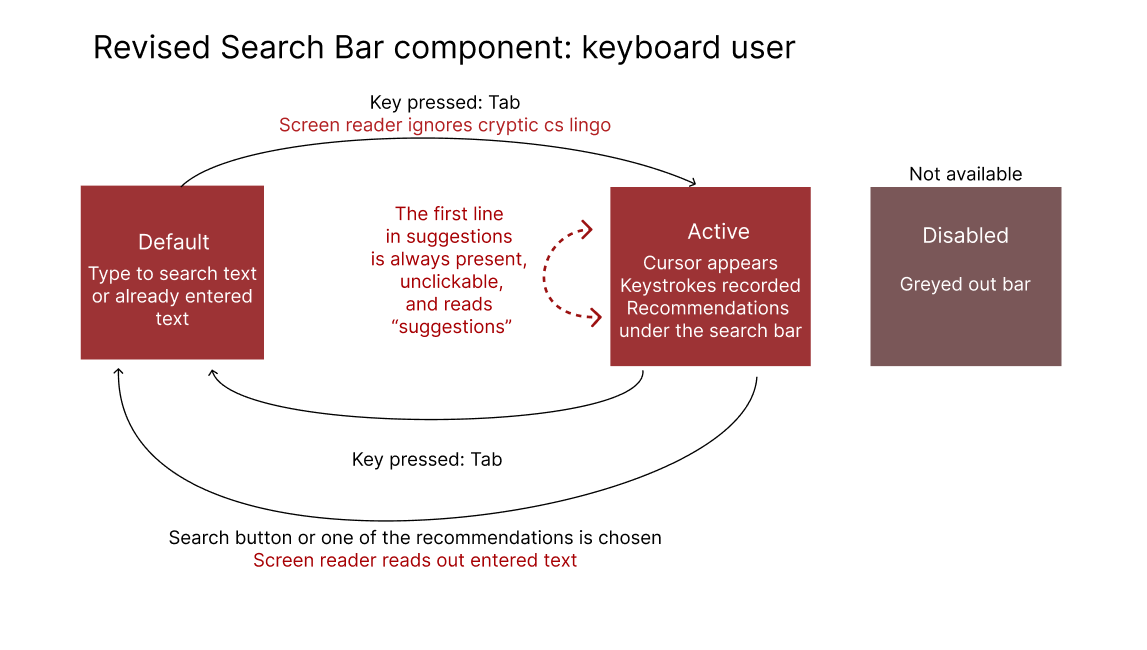 Revised Search Bar component: keyboard user
Key pressed: Tab
Screen reader ignores cryptic cs lingo
Default
Type to search text
or already entered
text
The first line
in suggestions
is always present,
unclickable,
and reads
“suggestions”
Active
Cursor appears
Keystrokes recorded
Recommendations
under the search bar
Not available
Disabled
Greyed out bar
Key pressed: Tab
Search button or one of the recommendations is chosen
Screen reader reads out entered text